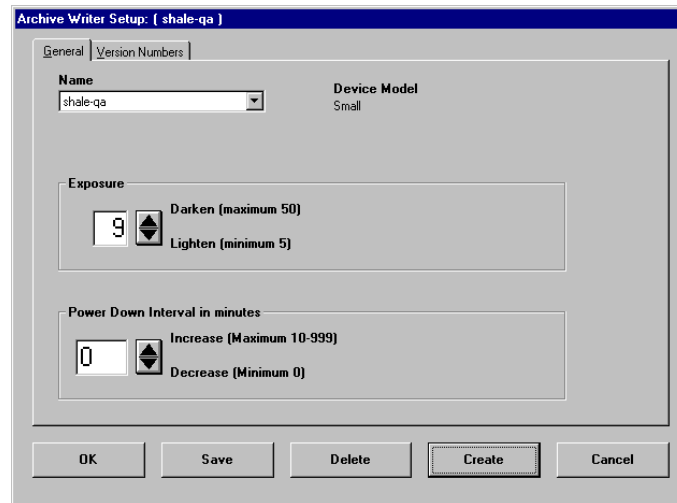 Archive Writer Setup: ( shale-qa )
General Version Numbers
Name
shale-qa
Device Model
Small
Exposure
9
Darken (maximum 50)
Lighten (minimum 5)
Power Down Interval in minutes
0
Increase (Maximum 10-999)
Decrease (Minimum 0)
OK Save Delete Create Cancel